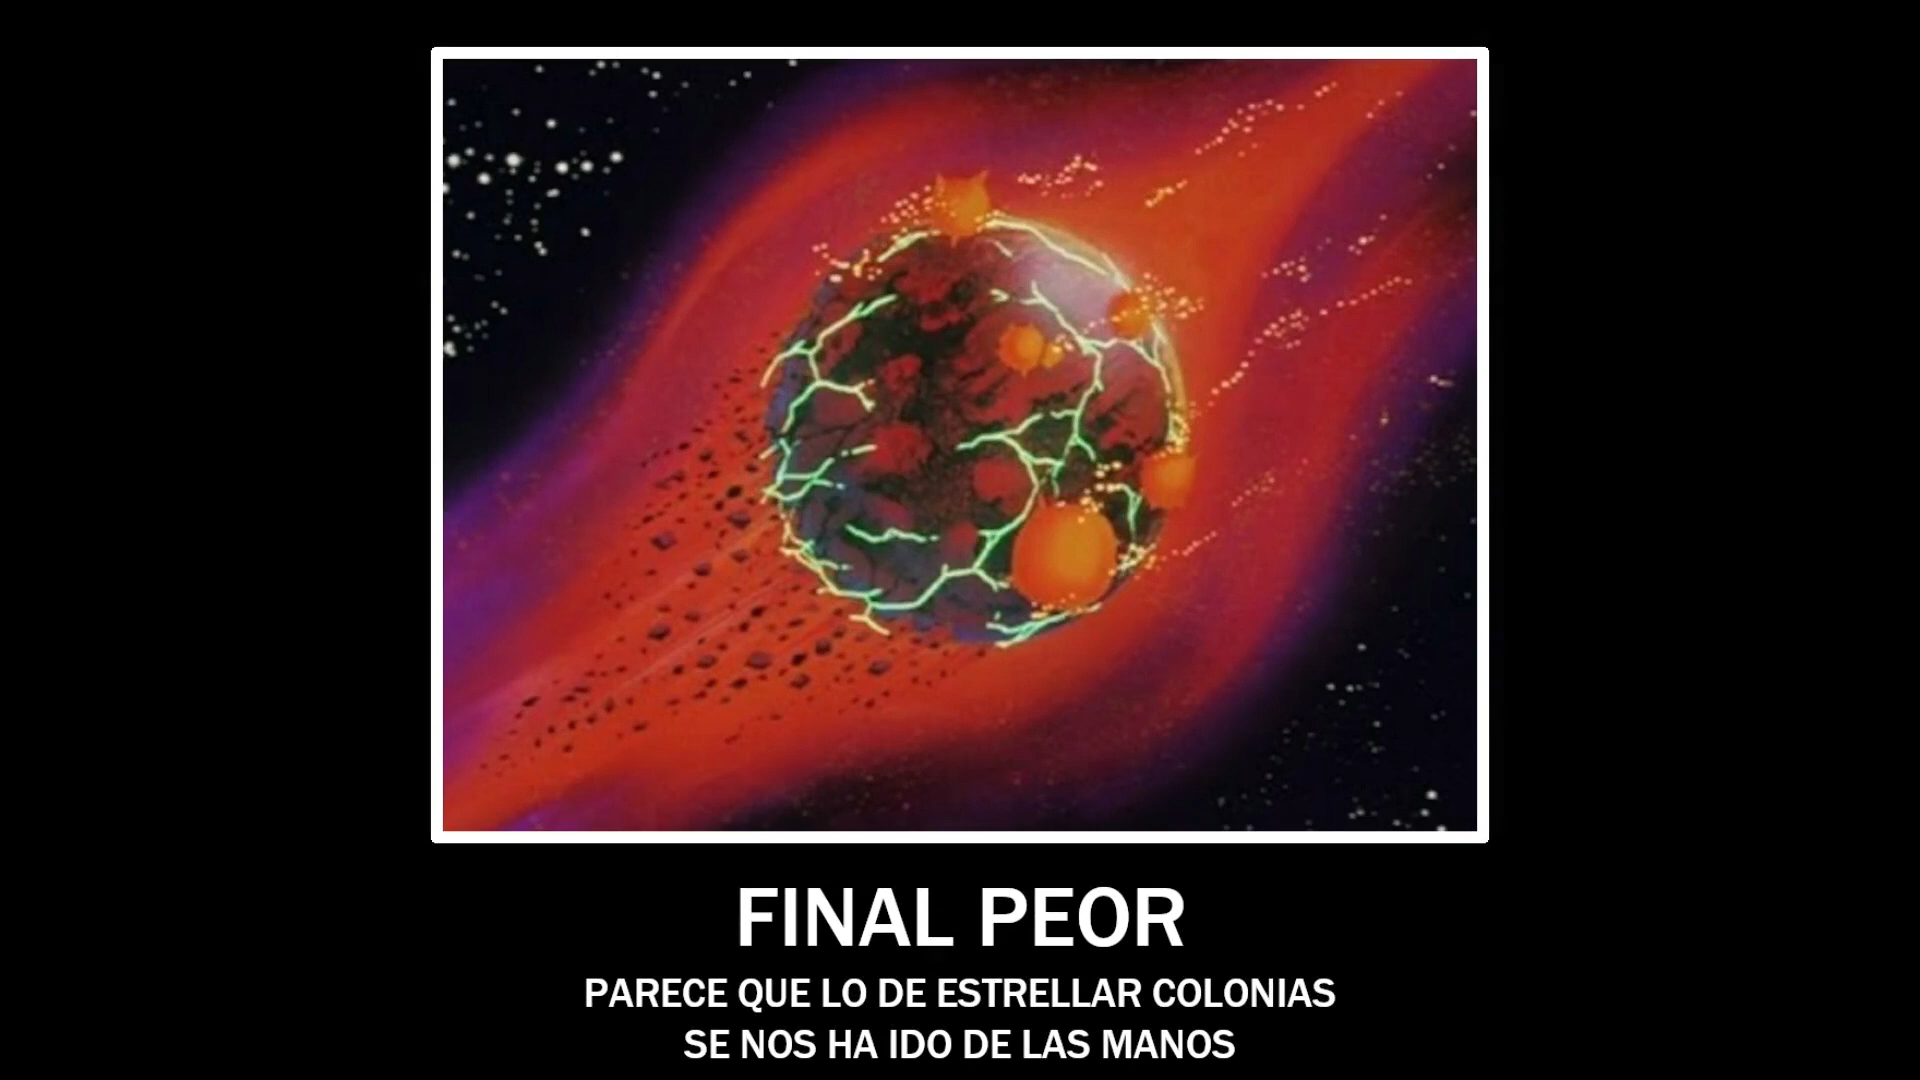 FINAL PEOR
PARECE QUE LO DE ESTRELLAR COLONIAS
SE NOS HA IDO DE LAS MANOS